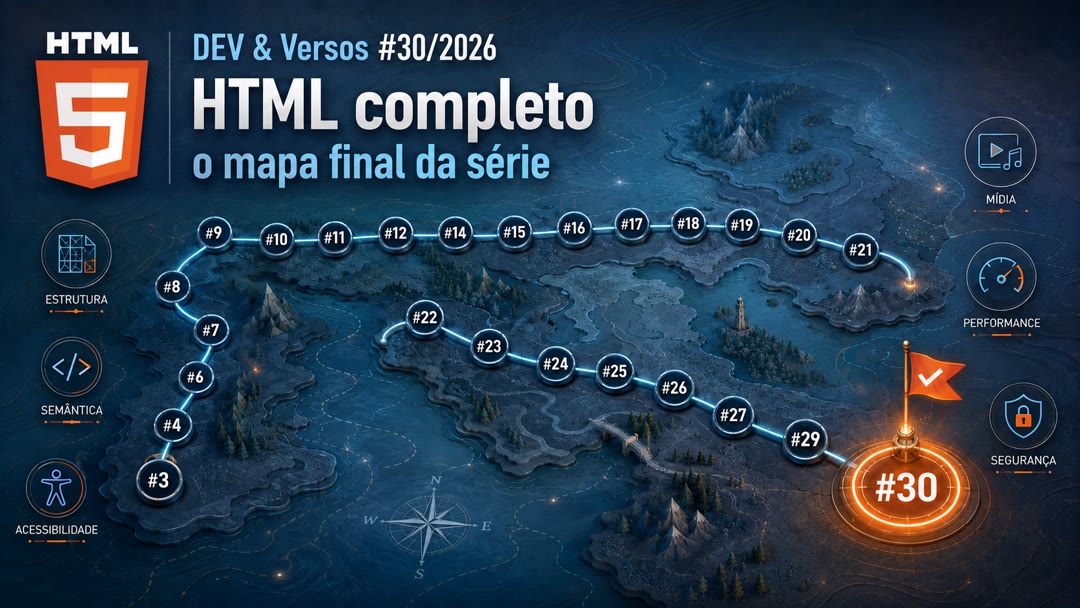 HTML
5
DEV & Versos #30/2026
HTML completo
o mapa final da série
MÍDIA
#9
#10
#11
#12
#14
#15
#16
#17
#18
#19
#20
#21
ESTRUTURA
#8
#7
#22
PERFORMANCE
#23
#24
#25
#26
#27
#29
#6
SEMÂNTICA
#4
#3
#30
SEGURANÇA
ACESSIBILIDADE
N
W
E
S